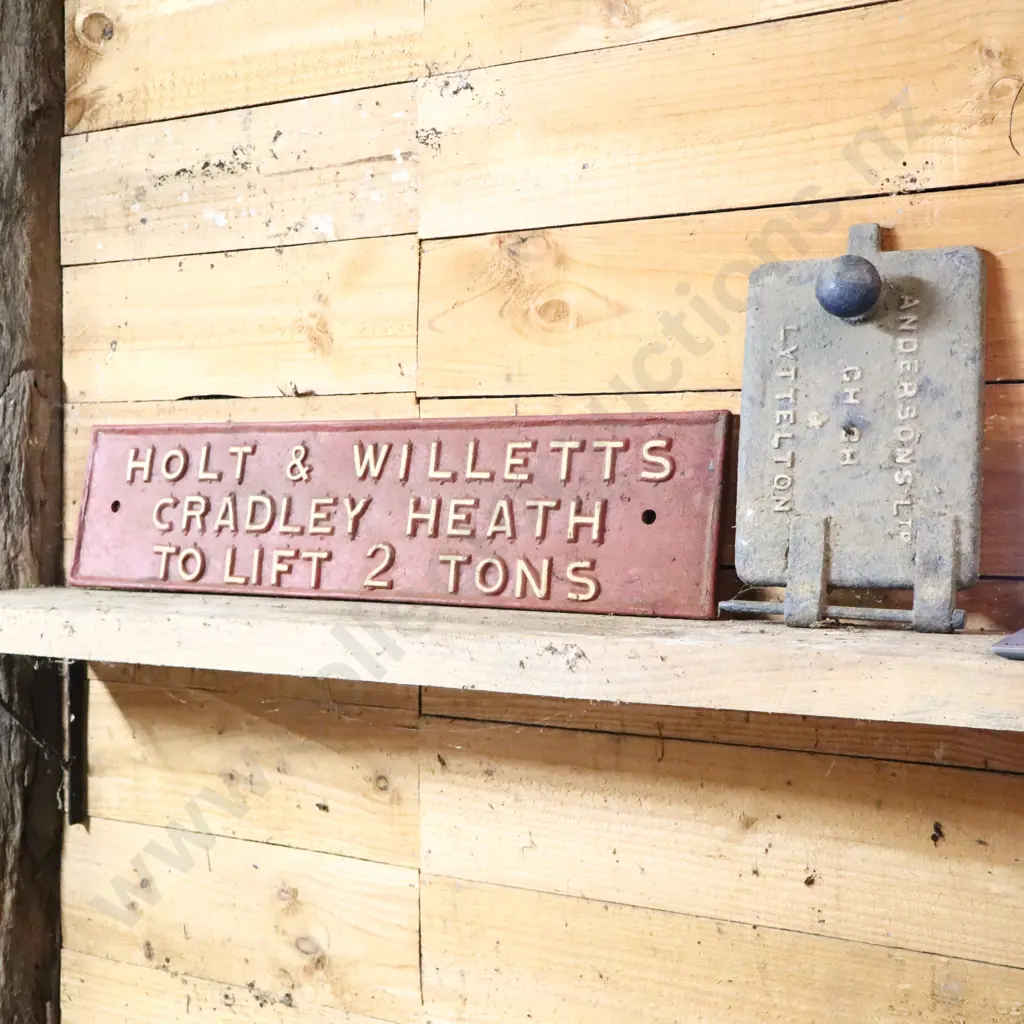 HOLT & WILLETTS
CRADLEY HEATH
TO LIFT 2 TONS
ANDERSONS LTD
CH CH
&
LYTTELTON